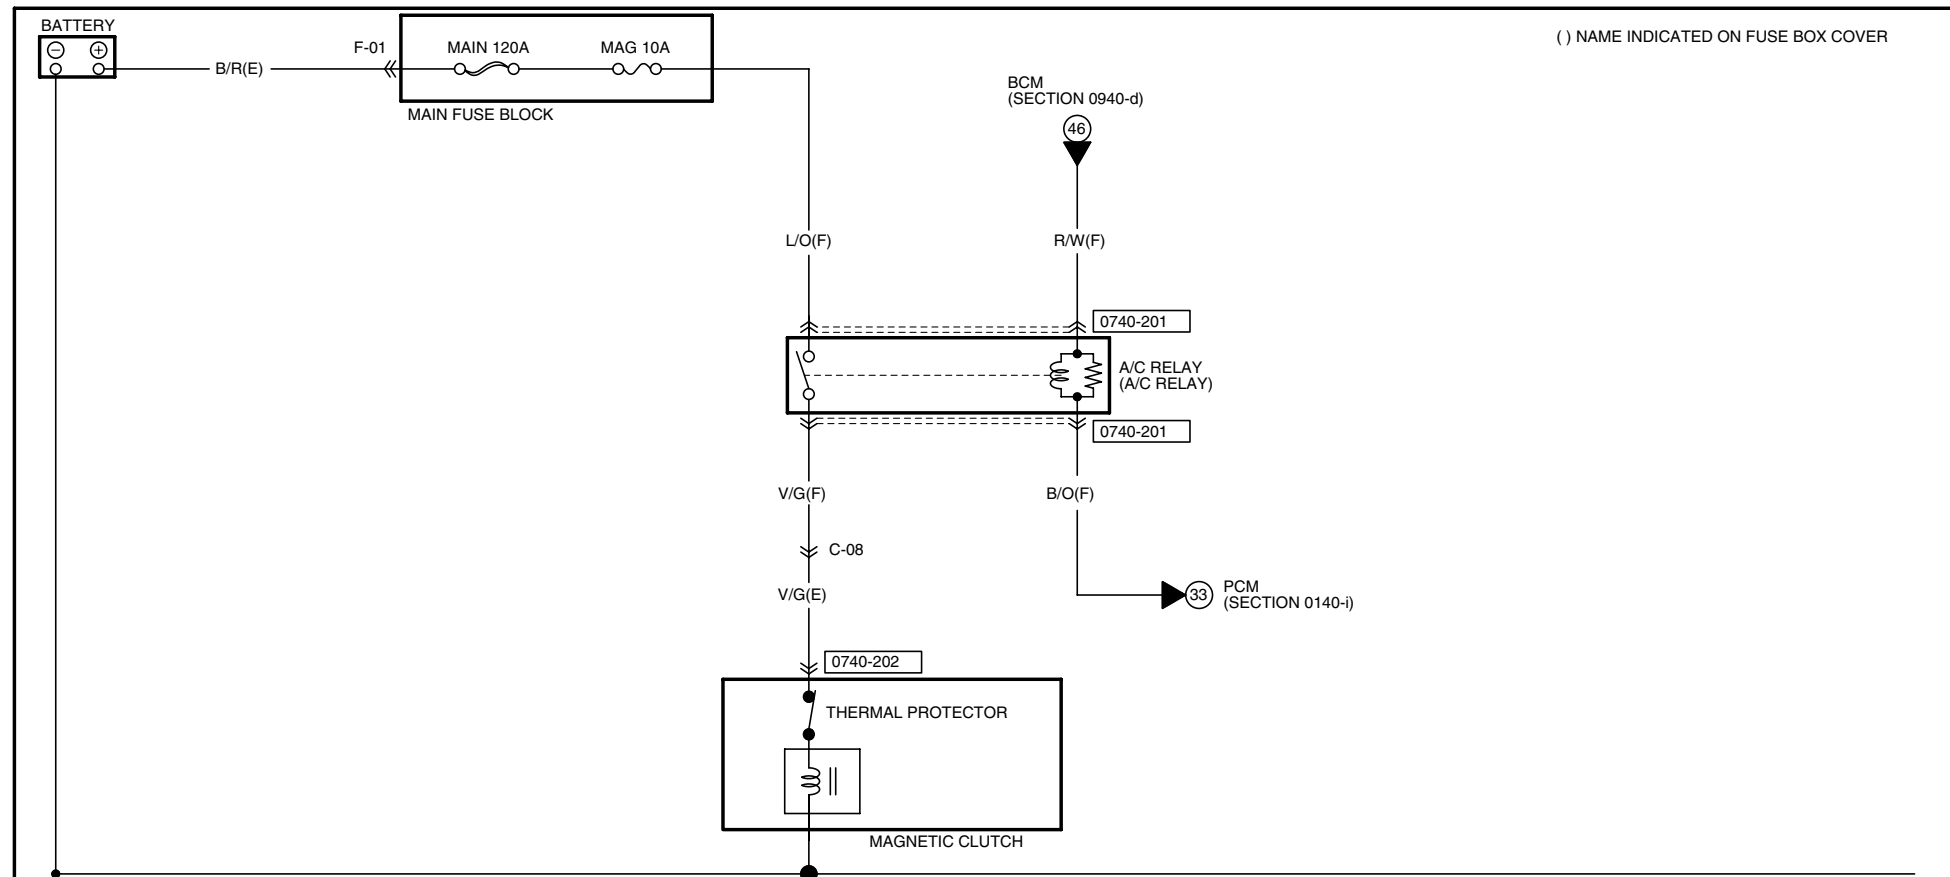 BATTERY
− +
B/R(E)
F-01
MAIN 120A
MAG 10A
MAIN FUSE BLOCK
( ) NAME INDICATED ON FUSE BOX COVER
BCM
(SECTION 0940-d)
46
L/O(F)
R/W(F)
0740-201
A/C RELAY
(A/C RELAY)
0740-201
V/G(F)
B/O(F)
C-08
V/G(E)
33
PCM
(SECTION 0140-i)
0740-202
THERMAL PROTECTOR
MAGNETIC CLUTCH